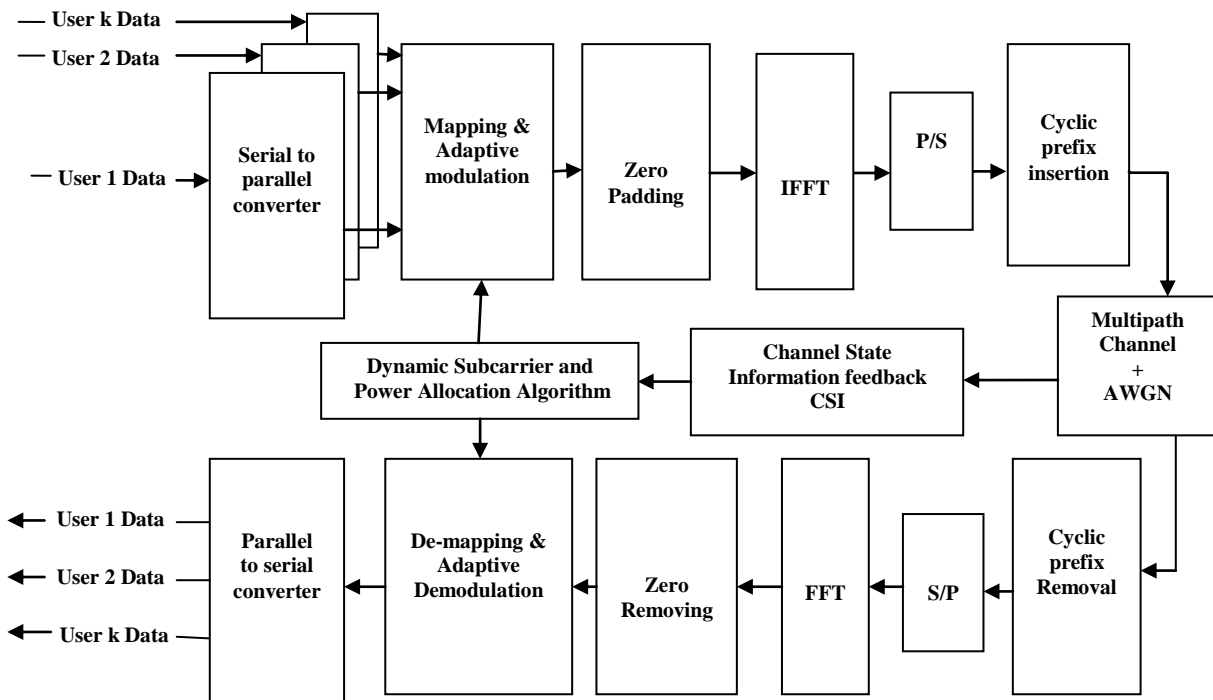 User k Data
User 2 Data
User 1 Data
Serial to
parallel
converter
Mapping &
Adaptive
modulation
Zero
Padding
IFFT
P/S
Cyclic
prefix
insertion
Multipath
Channel
+
AWGN
Channel State
Information feedback
CSI
Dynamic Subcarrier and
Power Allocation Algorithm
User 1 Data
User 2 Data
User k Data
Parallel
to serial
converter
De-mapping &
Adaptive
Demodulation
Zero
Removing
FFT
S/P
Cyclic
prefix
Removal